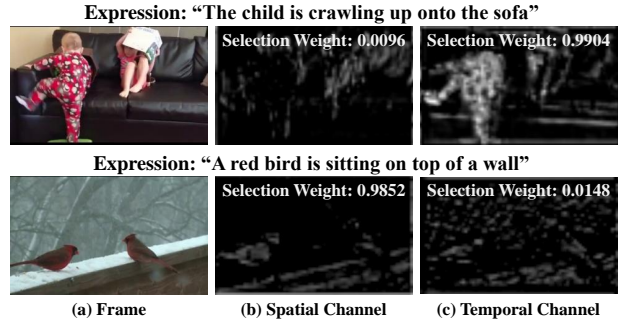 Expression: “The child is crawling up onto the sofa”
Selection Weight: 0.0096 Selection Weight: 0.9904
Expression: “A red bird is sitting on top of a wall”
Selection Weight: 0.9852 Selection Weight: 0.0148
(a) Frame (b) Spatial Channel (c) Temporal Channel